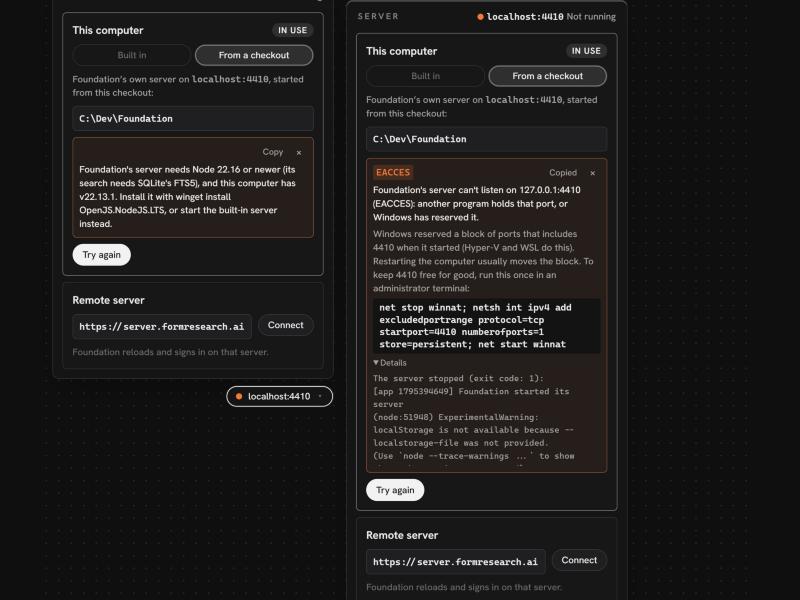 This computer
IN USE
Built in
From a checkout
Foundation's own server on localhost:4410, started
from this checkout:
C:\Dev\Foundation
Copy ×
Foundation's server needs Node 22.16 or newer (its
search needs SQLite's FTS5), and this computer has
v22.13.1. Install it with winget install
OpenJS.NodeJS.LTS, or start the built-in server
instead.
Try again
Remote server
https://server.formresearch.ai
Connect
Foundation reloads and signs in on that server.
localhost:4410
SERVER
localhost:4410 Not running
This computer
IN USE
Built in
From a checkout
Foundation's own server on localhost:4410, started
from this checkout:
C:\Dev\Foundation
EACCES
Copied ×
Foundation's server can't listen on 127.0.0.1:4410
(EACCES): another program holds that port, or
Windows has reserved it.
Windows reserved a block of ports that includes
4410 when it started (Hyper-V and WSL do this).
Restarting the computer usually moves the block. To
keep 4410 free for good, run this once in an
administrator terminal:
net stop winnat; netsh int ipv4 add
excludedportrange protocol=tcp
startport=4410 numberofports=1
store=persistent; net start winnat
▼Details
The server stopped (exit code: 1):
[app 1795394649] Foundation started its
server
(node:51948) ExperimentalWarning:
localStorage is not available because --
localstorage-file was not provided.
(Use `node --trace-warnings ...` to show
Try again
Remote server
https://server.formresearch.ai
Connect
Foundation reloads and signs in on that server.